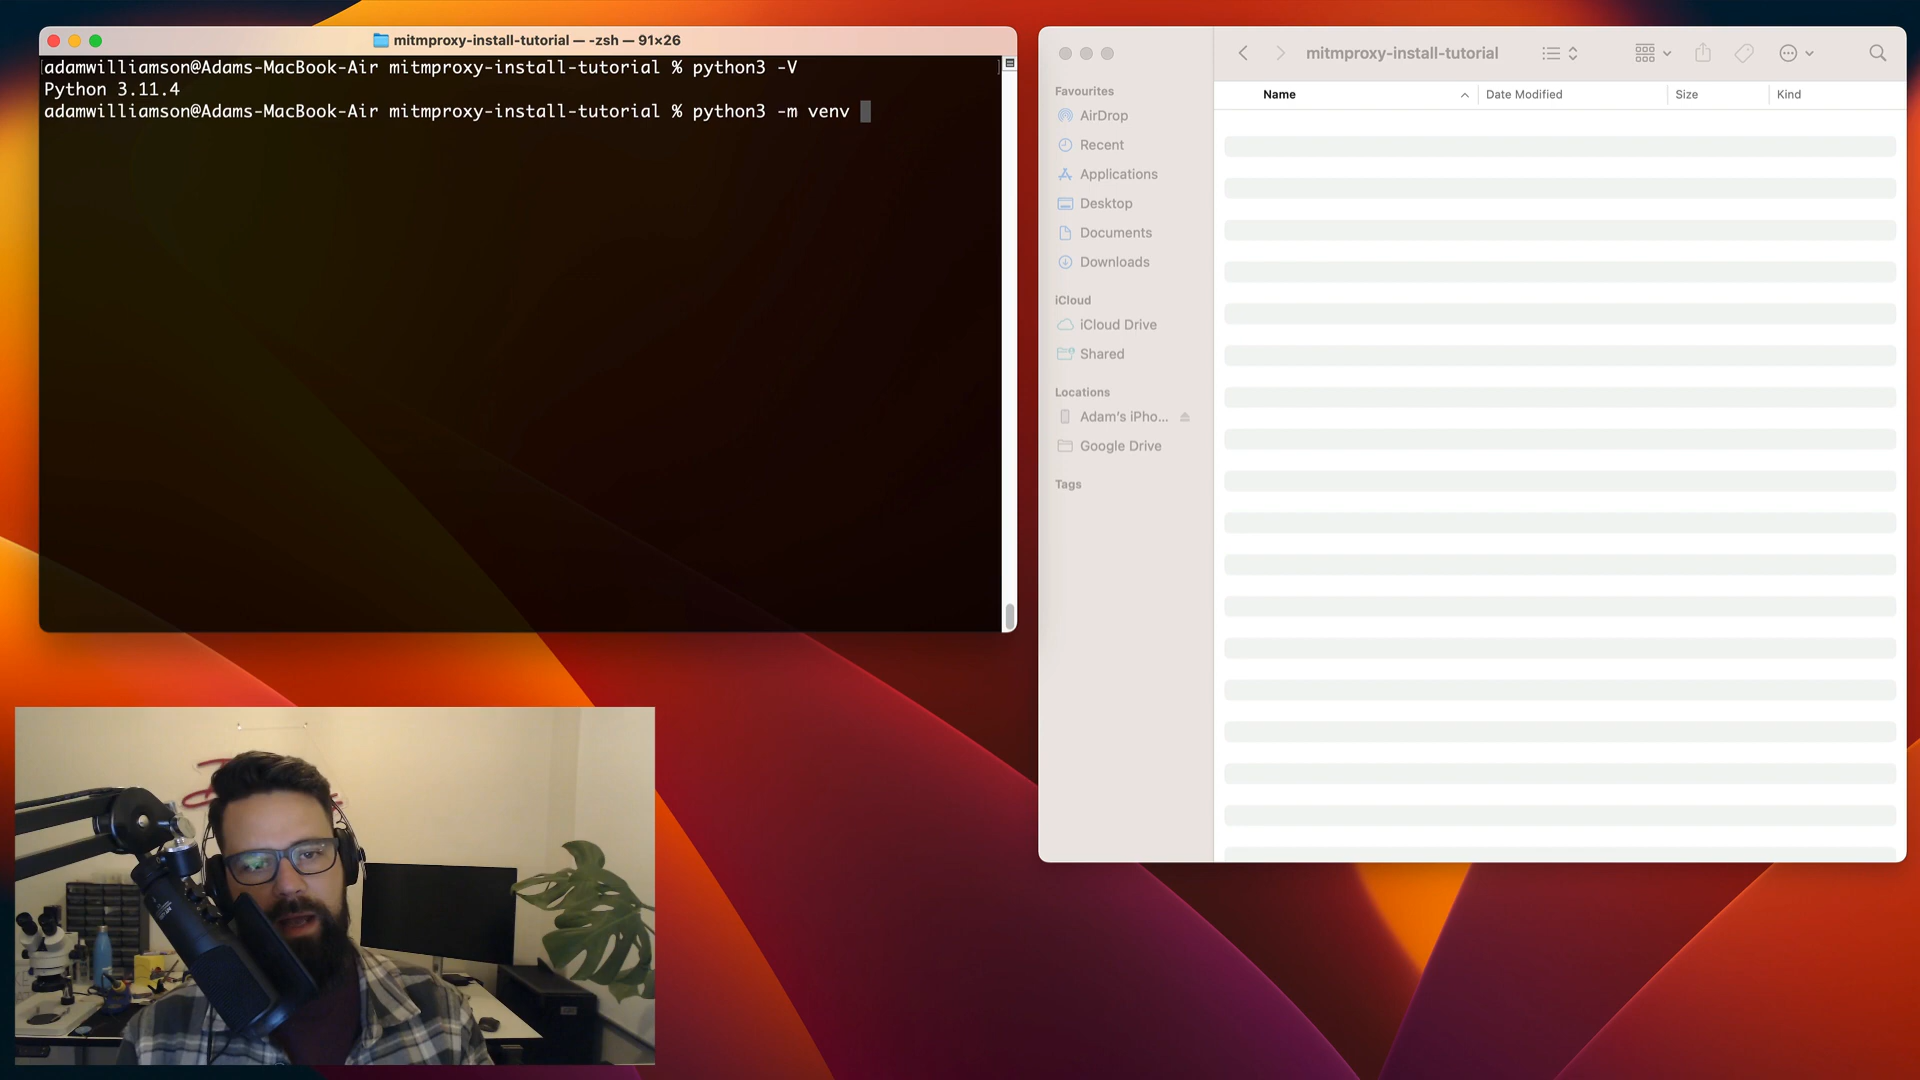 mitmproxy-install-tutorial — -zsh — 91×26
adamwilliamson@Adams-MacBook-Air mitmproxy-install-tutorial % python3 -V
Python 3.11.4
adamwilliamson@Adams-MacBook-Air mitmproxy-install-tutorial % python3 -m venv
mitmproxy-install-tutorial
Favourites
AirDrop
Recent
Applications
Desktop
Documents
Downloads
iCloud
iCloud Drive
Shared
Locations
Adam's iPho...
Google Drive
Tags
Name Date Modified Size Kind